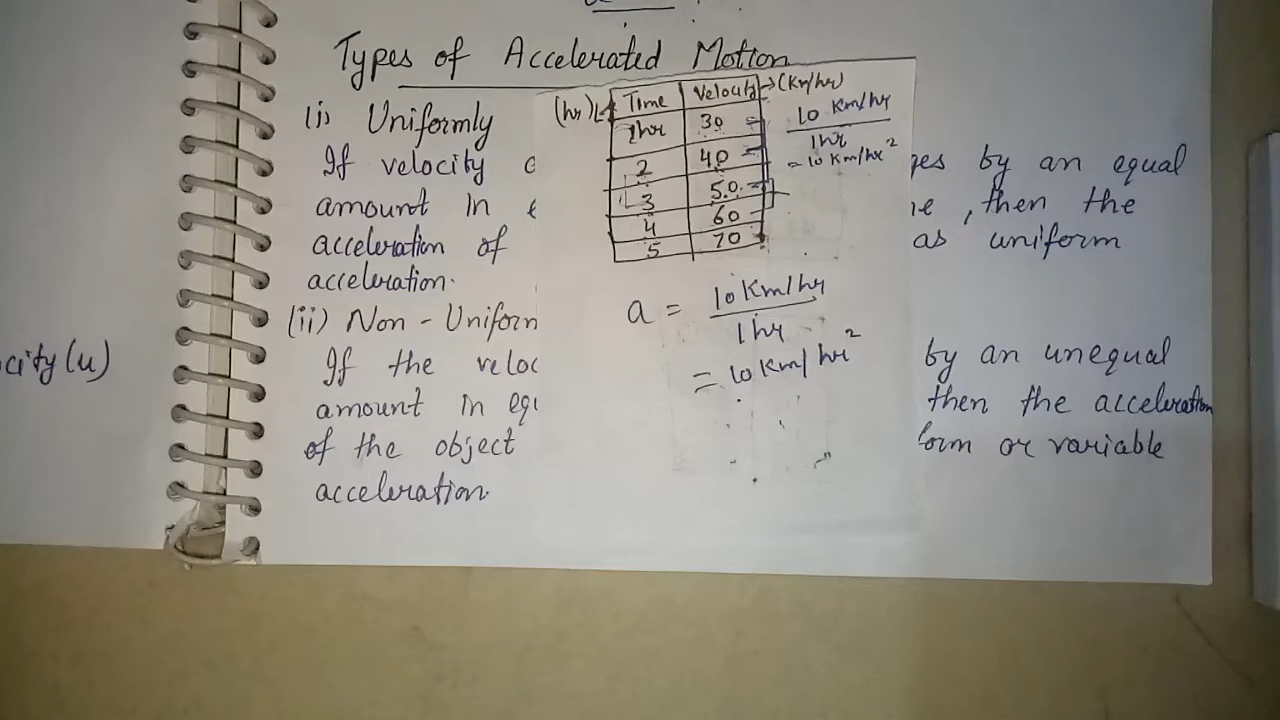 Types of Accelerated Motion
(i) Uniformly
If velocity c
amount in e
acceleration of
acceleration.
(ii) Non - Uniform
If the veloc
amount in equ
of the object
acceleration.
(hr) Time Velocity → (Km/hr)
1hr 30
2 40
3 50
4 60
5 70
10 Km/hr
1hr
= 10 Km/hr²
a = 10 Km/hr
1hr
= 10 Km/hr²
ges by an equal
ne, then the
as uniform
by an unequal
then the acceleration
form or variable
city (u)